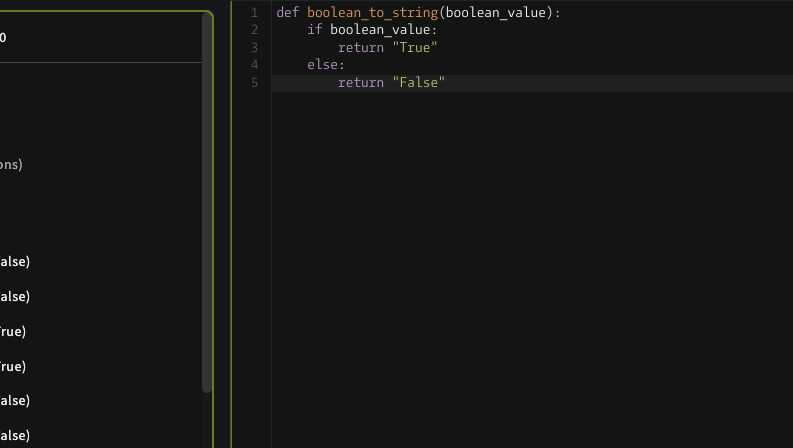 0
ons)
alse)
alse)
rue)
rue)
alse)
alse)
1 def boolean_to_string(boolean_value):
2     if boolean_value:
3         return "True"
4     else:
5         return "False"